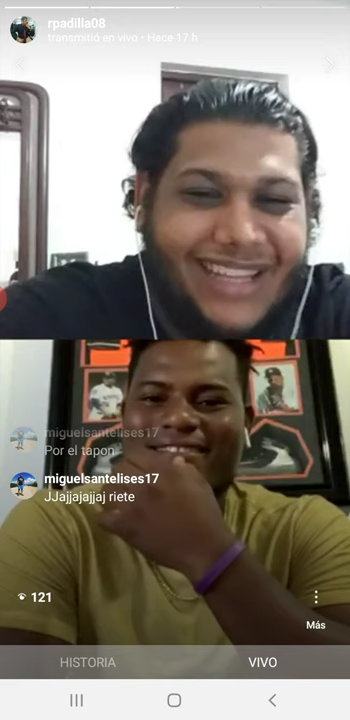 rpadilla08
transmitió en vivo • Hace 17 h
miguelsantelises17
Por el tapon
miguelsantelises17
JJajjajajjaj riete
121
Más
HISTORIA
VIVO